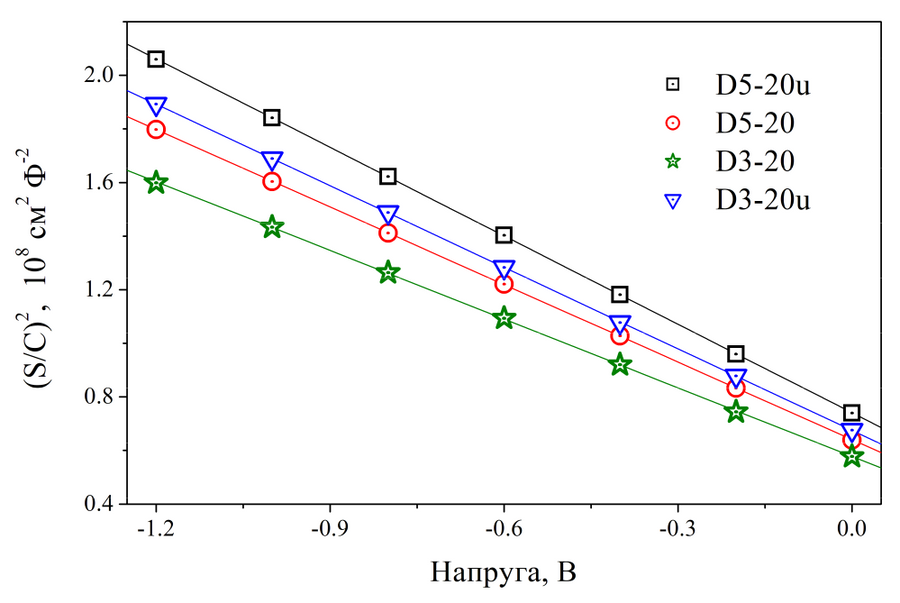 (S/C)², 10⁸ см² Ф⁻²
2.0
1.6
1.2
0.8
0.4
-1.2 -0.9 -0.6 -0.3 0.0
Напруга, В
D5-20u
D5-20
D3-20
D3-20u